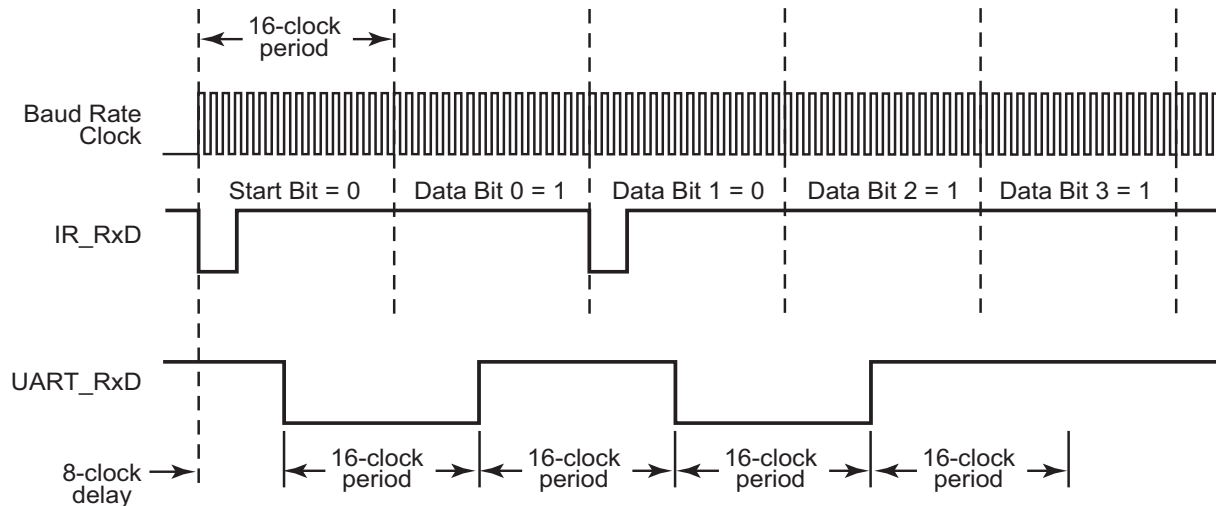 16-clock
period
Baud Rate
Clock
Start Bit = 0
Data Bit 0 = 1
Data Bit 1 = 0
Data Bit 2 = 1
Data Bit 3 = 1
IR_RxD
UART_RxD
8-clock
delay
16-clock
period
16-clock
period
16-clock
period
16-clock
period